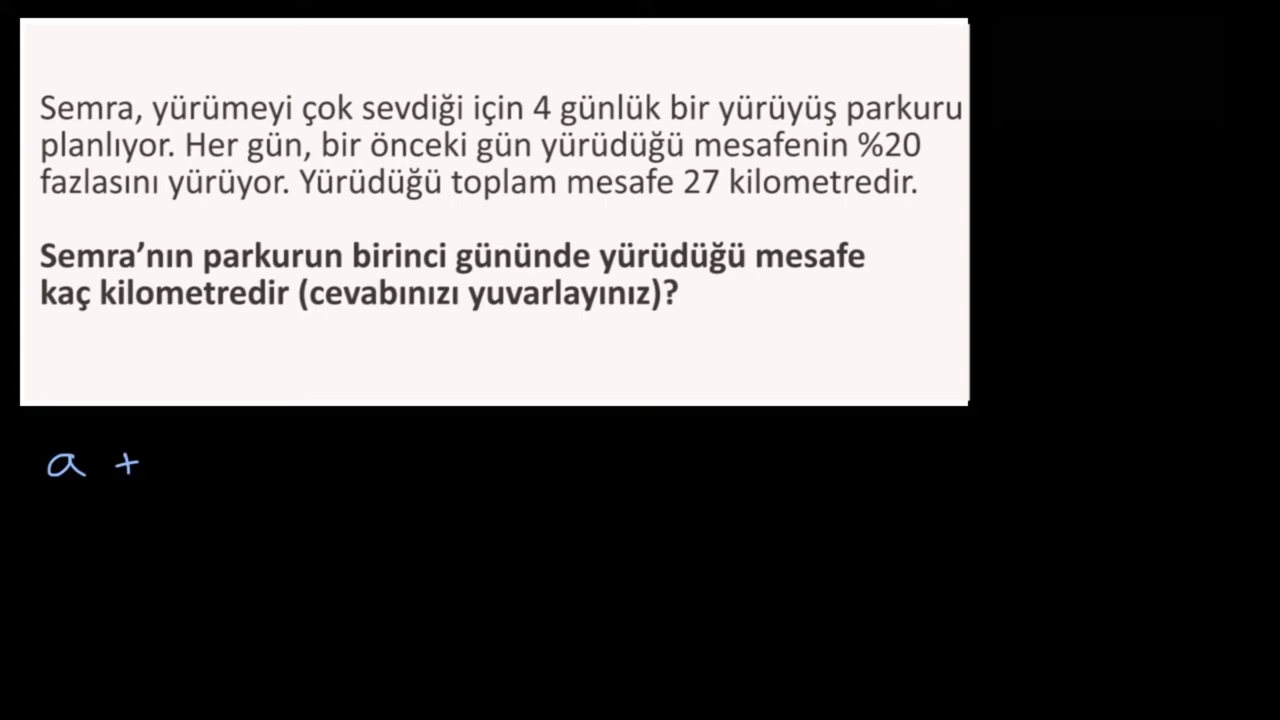 Semra, yürümeyi çok sevdiği için 4 günlük bir yürüyüş parkuru
planlıyor. Her gün, bir önceki gün yürüdüğü mesafenin %20
fazlasını yürüyor. Yürüdüğü toplam mesafe 27 kilometredir.
Semra’nın parkurun birinci gününde yürüdüğü mesafe
kaç kilometredir (cevabınızı yuvarlayınız)?
a +